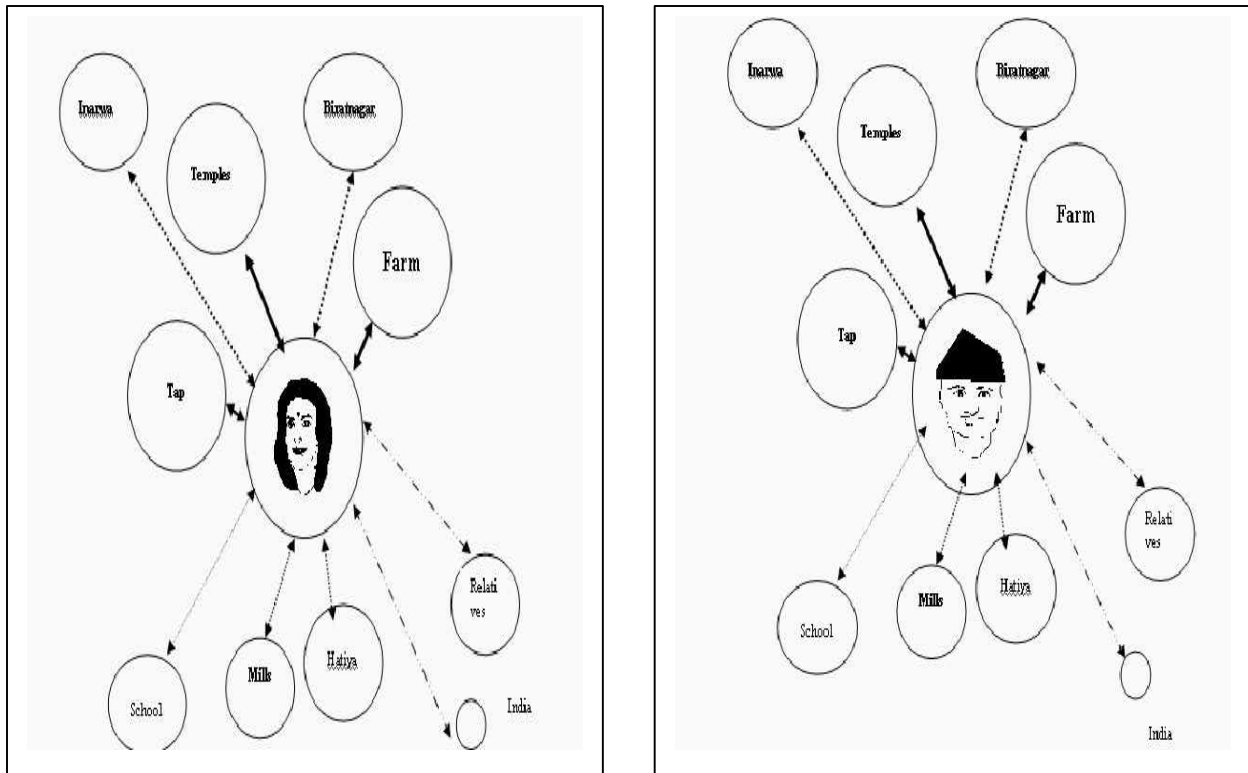 Inarwa
Biratnagar
Temples
Farm
Tap
Relati
ves
Hatiya
Mills
School
India
Inarwa
Biratnagar
Temples
Farm
Tap
Relati
ves
Hatiya
Mills
School
India